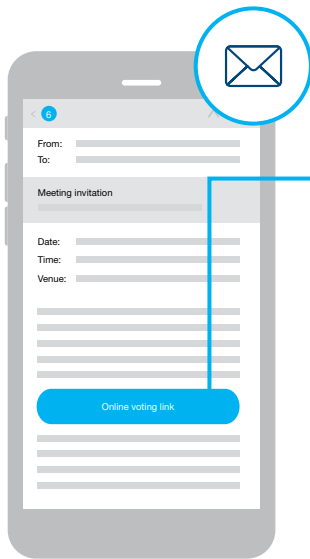 6
From:
To:
Meeting invitation
Date:
Time:
Venue:
Online voting link